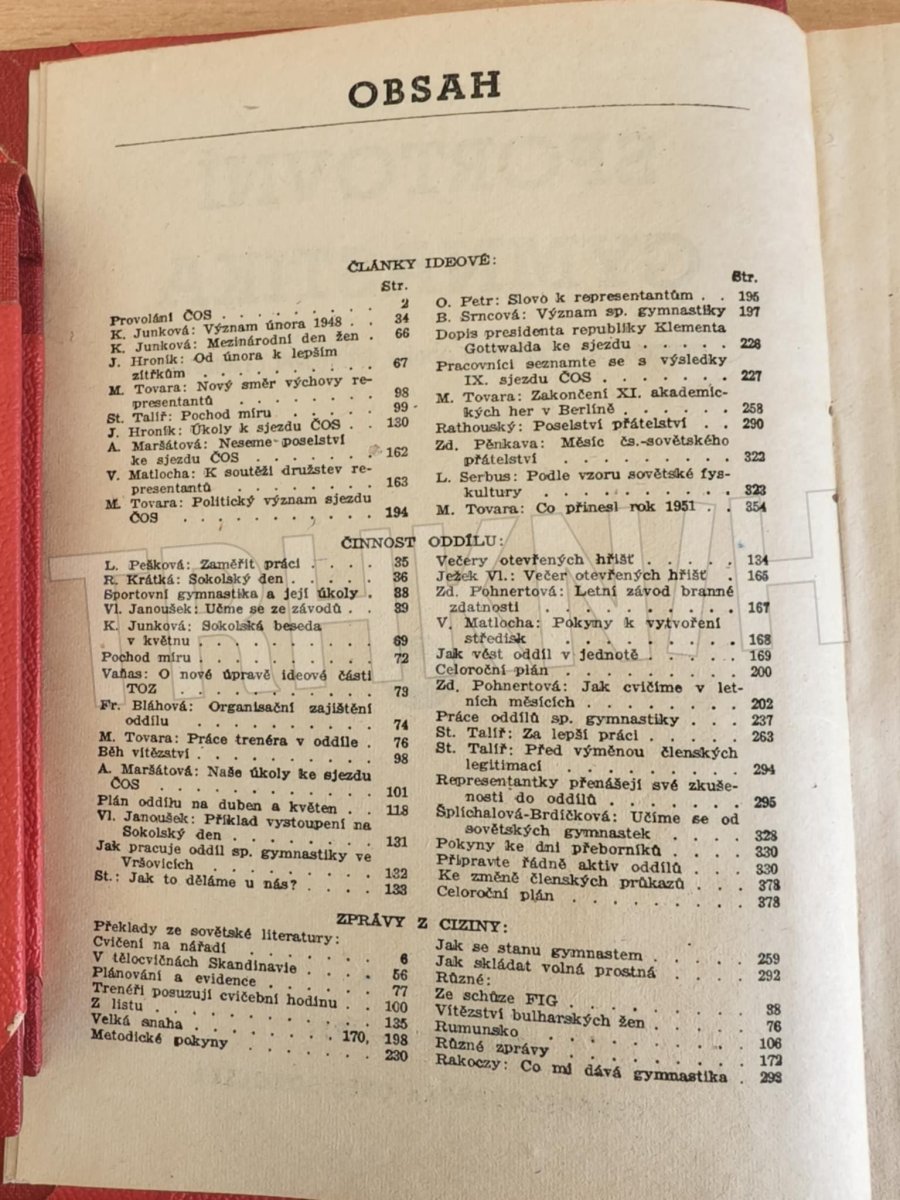 OBSAH
ČLÁNKY IDEOVÉ:
Str.
Provolání ČOS . . . . . . . . 2
K. Junková: Význam února 1948 . . 34
K. Junková: Mezinárodní den žen . 66
J. Hroník: Od února k lepším
zítřkům . . . . . . . . . 67
M. Tovara: Nový směr výchovy re-
presentantů . . . . . . . 98
St. Talíř: Pochod míru . . . . . 99
J. Hroník: Úkoly k sjezdu ČOS . . 130
A. Maršátová: Neseme poselství
ke sjezdu ČOS . . . . . . 162
V. Matlocha: K soutěži družstev re-
presentantů . . . . . . . 163
M. Tovara: Politický význam sjezdu
ČOS . . . . . . . . . . 194
Str.
O. Petr: Slovo k representantům . . 195
B. Srncová: Význam sp. gymnastiky 197
Dopis presidenta republiky Klementa
Gottwalda ke sjezdu . . . . . 226
Pracovníci seznamte se s výsledky
IX. sjezdu ČOS . . . . . . . 227
M. Tovara: Zakončení XI. akademic-
kých her v Berlíně . . . . . 258
Rathouský: Poselství přátelství . . 290
Zd. Pěnkava: Měsíc čs.-sovětského
přátelství . . . . . . . . 322
L. Serbus: Podle vzoru sovětské fys-
kultury . . . . . . . . . 323
M. Tovara: Co přinesl rok 1951 . . 354
ČINNOST ODDÍLU:
L. Pešková: Zaměřit práci . . . . 35
R. Krátká: Sokolský den . . . . . 36
Sportovní gymnastika a její úkoly . 38
Vl. Janoušek: Učme se ze závodů . . 39
K. Junková: Sokolská beseda
v květnu . . . . . . . . 69
Pochod míru . . . . . . . . . 72
Vaňas: O nové úpravě ideové části
TOZ . . . . . . . . . . 73
Fr. Bláhová: Organisační zajištění
oddílu . . . . . . . . . 74
M. Tovara: Práce trenéra v oddíle . 76
Běh vítězství . . . . . . . . . 98
A. Maršátová: Naše úkoly ke sjezdu
ČOS . . . . . . . . . . 101
Plán oddílu na duben a květen . . 118
Vl. Janoušek: Příklad vystoupení na
Sokolský den . . . . . . . 131
Jak pracuje oddíl sp. gymnastiky ve
Vršovicích . . . . . . . . 132
St.: Jak to děláme u nás? . . . . 133
Večery otevřených hřišť . . . . . 134
Ježek Vl.: Večer otevřených hřišť . 165
Zd. Pohnertová: Letní závod branné
zdatnosti . . . . . . . . . 167
V. Matlocha: Pokyny k vytvoření
středisk . . . . . . . . 168
Jak vést oddíl v jednotě . . . . . 169
Celoroční plán . . . . . . . . 200
Zd. Pohnertová: Jak cvičíme v let-
ních měsících . . . . . . . 202
Práce oddílů sp. gymnastiky . . . 237
St. Talíř: Za lepší práci . . . . . 263
St. Talíř: Před výměnou členských
legitimací . . . . . . . . 294
Representantky přenášejí své zkuše-
nosti do oddílů . . . . . . . 295
Šplíchalová-Brdíčková: Učíme se od
sovětských gymnastek . . . . 328
Pokyny ke dni přeborníků . . . . 330
Připravte řádně aktiv oddílů . . . 330
Ke změně členských průkazů . . . 378
Celoroční plán . . . . . . . . 378
ZPRÁVY Z CIZINY:
Překlady ze sovětské literatury:
Cvičení na nářadí . . . . . . . 6
V tělocvičnách Skandinavie . . . . 56
Plánování a evidence . . . . . . 77
Trenéři posuzují cvičební hodinu . . 100
Z listu . . . . . . . . . . . 135
Velká snaha . . . . . . . 170, 198
Metodické pokyny . . . . . . . 230
Jak se stanu gymnastem . . . . . 259
Jak skládat volná prostná . . . . 292
Různé:
Ze schůze FIG . . . . . . . . 38
Vítězství bulharských žen . . . . 76
Rumunsko . . . . . . . . . . 106
Různé zprávy . . . . . . . . . 172
Rakoczy: Co mi dává gymnastika . 293
TRHKNIH